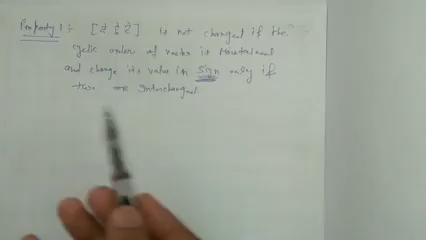 Property 1:- [a⃗ b⃗ c⃗] is not changed if the
cyclic order of vector is Maintained
and change its value in sign only if
two are Interchanged.